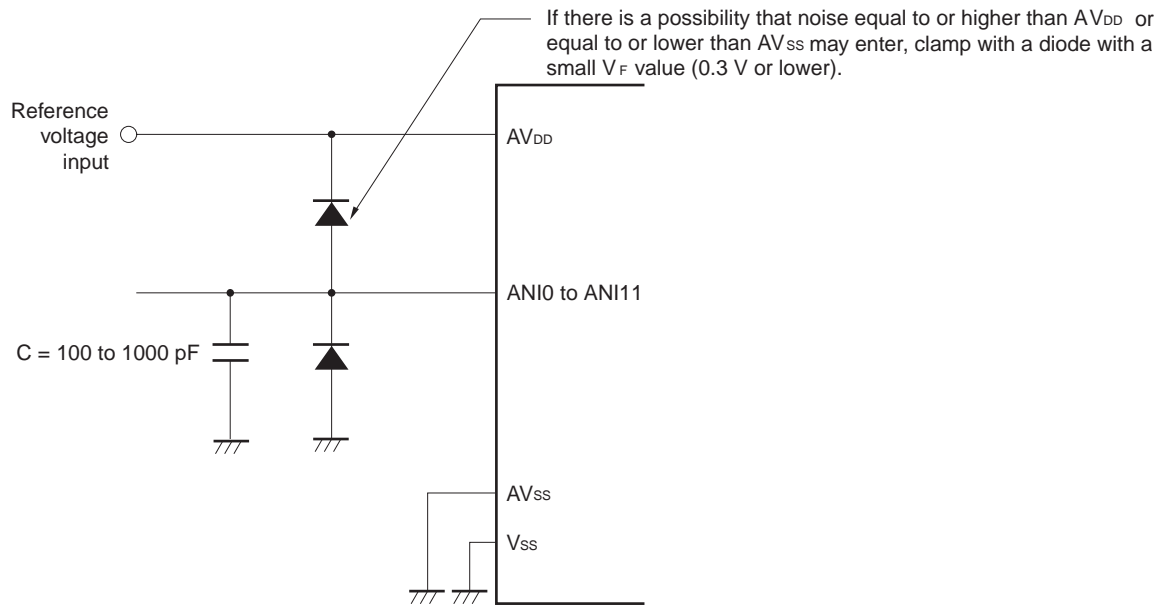 If there is a possibility that noise equal to or higher than AVDD or
equal to or lower than AVSS may enter, clamp with a diode with a
small VF value (0.3 V or lower).
Reference
voltage
input
AVDD
ANI0 to ANI11
C = 100 to 1000 pF
AVSS
VSS